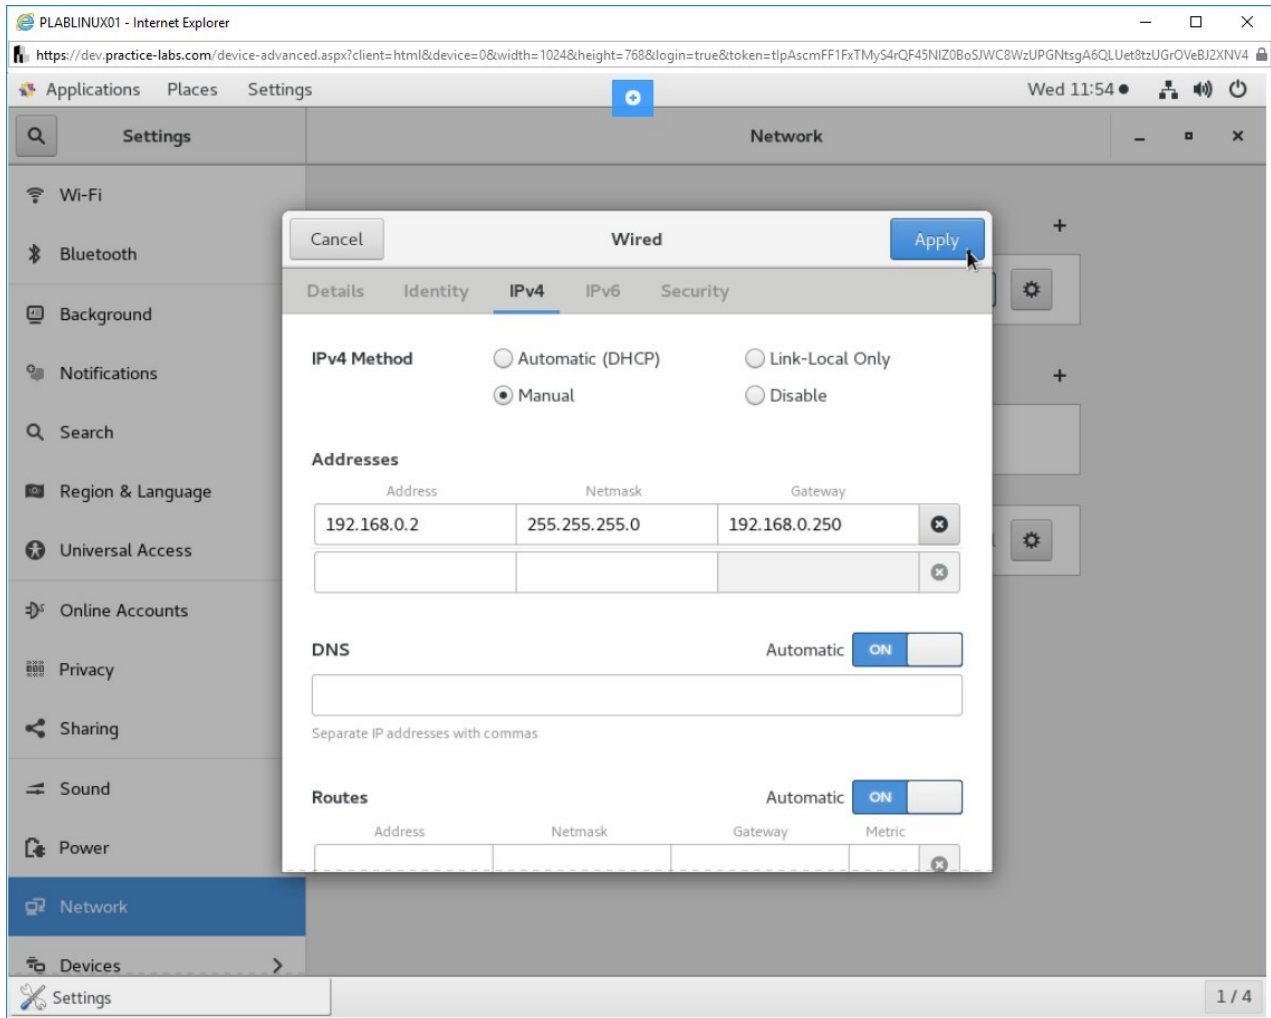 PLABLINUX01 - Internet Explorer
https://dev.practice-labs.com/device-advanced.aspx?client=html&device=0&width=1024&height=768&login=true&token=tlpAscmFF1FxTMyS4rQF45NIZ0BoSJWC8WzUPGNtsgA6QLUet8tzUGrOVeBJ2XNV4
Applications Places Settings Wed 11:54
Settings Network
Wi-Fi
Bluetooth
Background
Notifications
Search
Region & Language
Universal Access
Online Accounts
Privacy
Sharing
Sound
Power
Network
Devices
Cancel Wired Apply
Details Identity IPv4 IPv6 Security
IPv4 Method Automatic (DHCP) Link-Local Only
Manual Disable
Addresses
Address Netmask Gateway
192.168.0.2 255.255.255.0 192.168.0.250
DNS Automatic ON
Separate IP addresses with commas
Routes Automatic ON
Address Netmask Gateway Metric
Settings 1 / 4